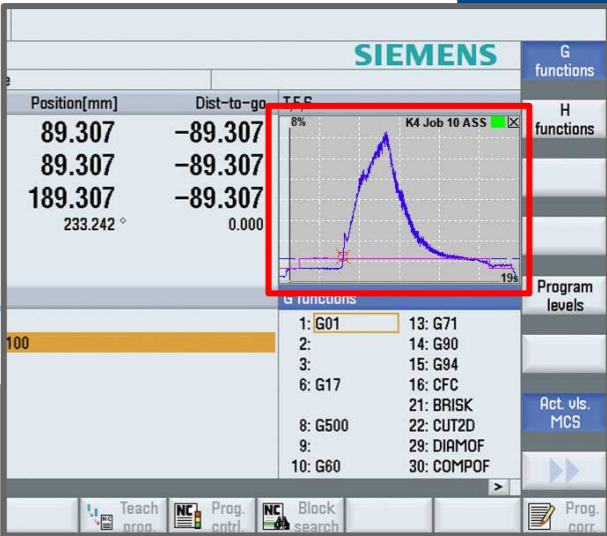 SIEMENS
G
functions
Position[mm] Dist-to-go T,F,S
H
functions
8% K4 Job 10 ASS
89.307 -89.307
89.307 -89.307
189.307 -89.307
233.242 ° 0.000
19s
Program
levels
G functions
1: G01 13: G71
100 2: 14: G90
3: 15: G94
6: G17 16: CFC
21: BRISK
8: G500 22: CUT2D
9: 29: DIAMOF
10: G60 30: COMPOF
Act. vls.
MCS
>
Teach
prog.
NC Prog.
cntrl.
NC Block
search
Prog.
corr.